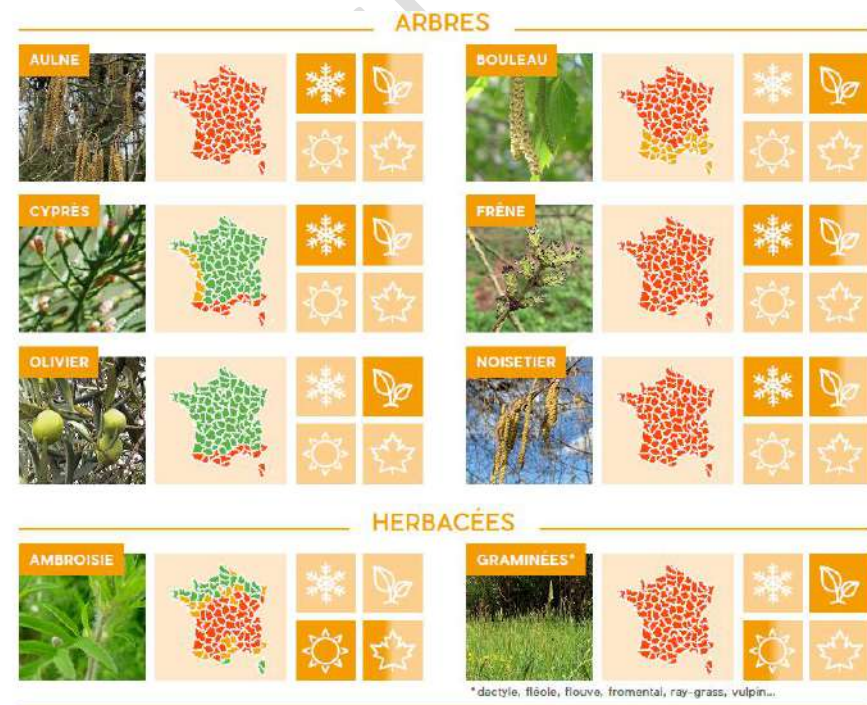 ARBRES
AULNE
BOULEAU
CYPRÈS
FRÊNE
OLIVIER
NOISETIER
HERBACÉES
AMBROISIE
GRAMINÉES*
*dactyle, fléole, flouve, fromental, ray-grass, vulpin...